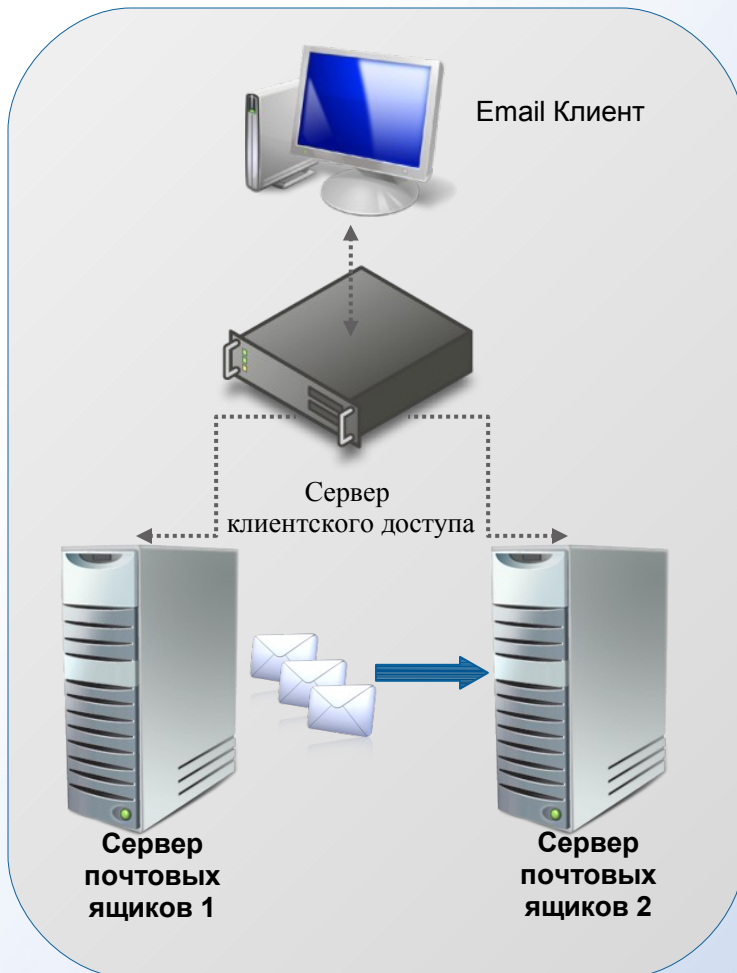 Email Клиент
Сервер
клиентского доступа
Сервер
почтовых
ящиков 1
Сервер
почтовых
ящиков 2